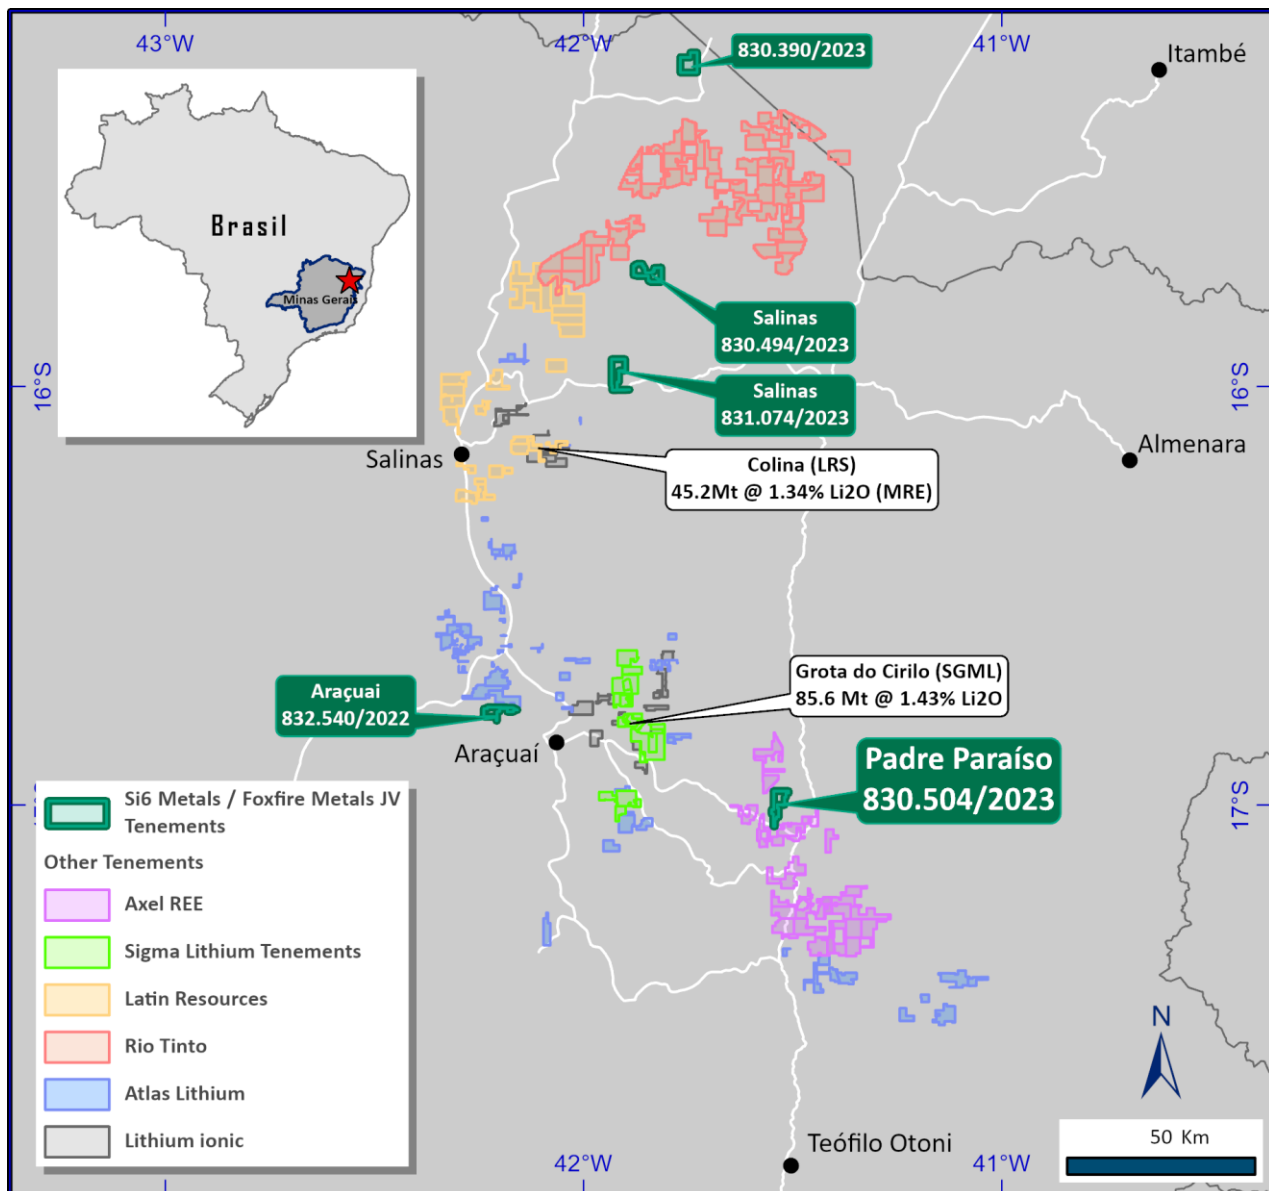 43°W
42°W
41°W
830.390/2023
Itambé
Brasil
Minas Gerais
Salinas
830.494/2023
16°S
16°S
Salinas
831.074/2023
Salinas
Almenara
Colina (LRS)
45.2Mt @ 1.34% Li2O (MRE)
Grota do Cirilo (SGML)
85.6 Mt @ 1.43% Li2O
Araçuai
832.540/2022
Araçuaí
Padre Paraíso
830.504/2023
17°S
Si6 Metals / Foxfire Metals JV
Tenements
Other Tenements
Axel REE
Sigma Lithium Tenements
Latin Resources
Rio Tinto
Atlas Lithium
Lithium ionic
N
50 Km
Teófilo Otoni
42°W
41°W